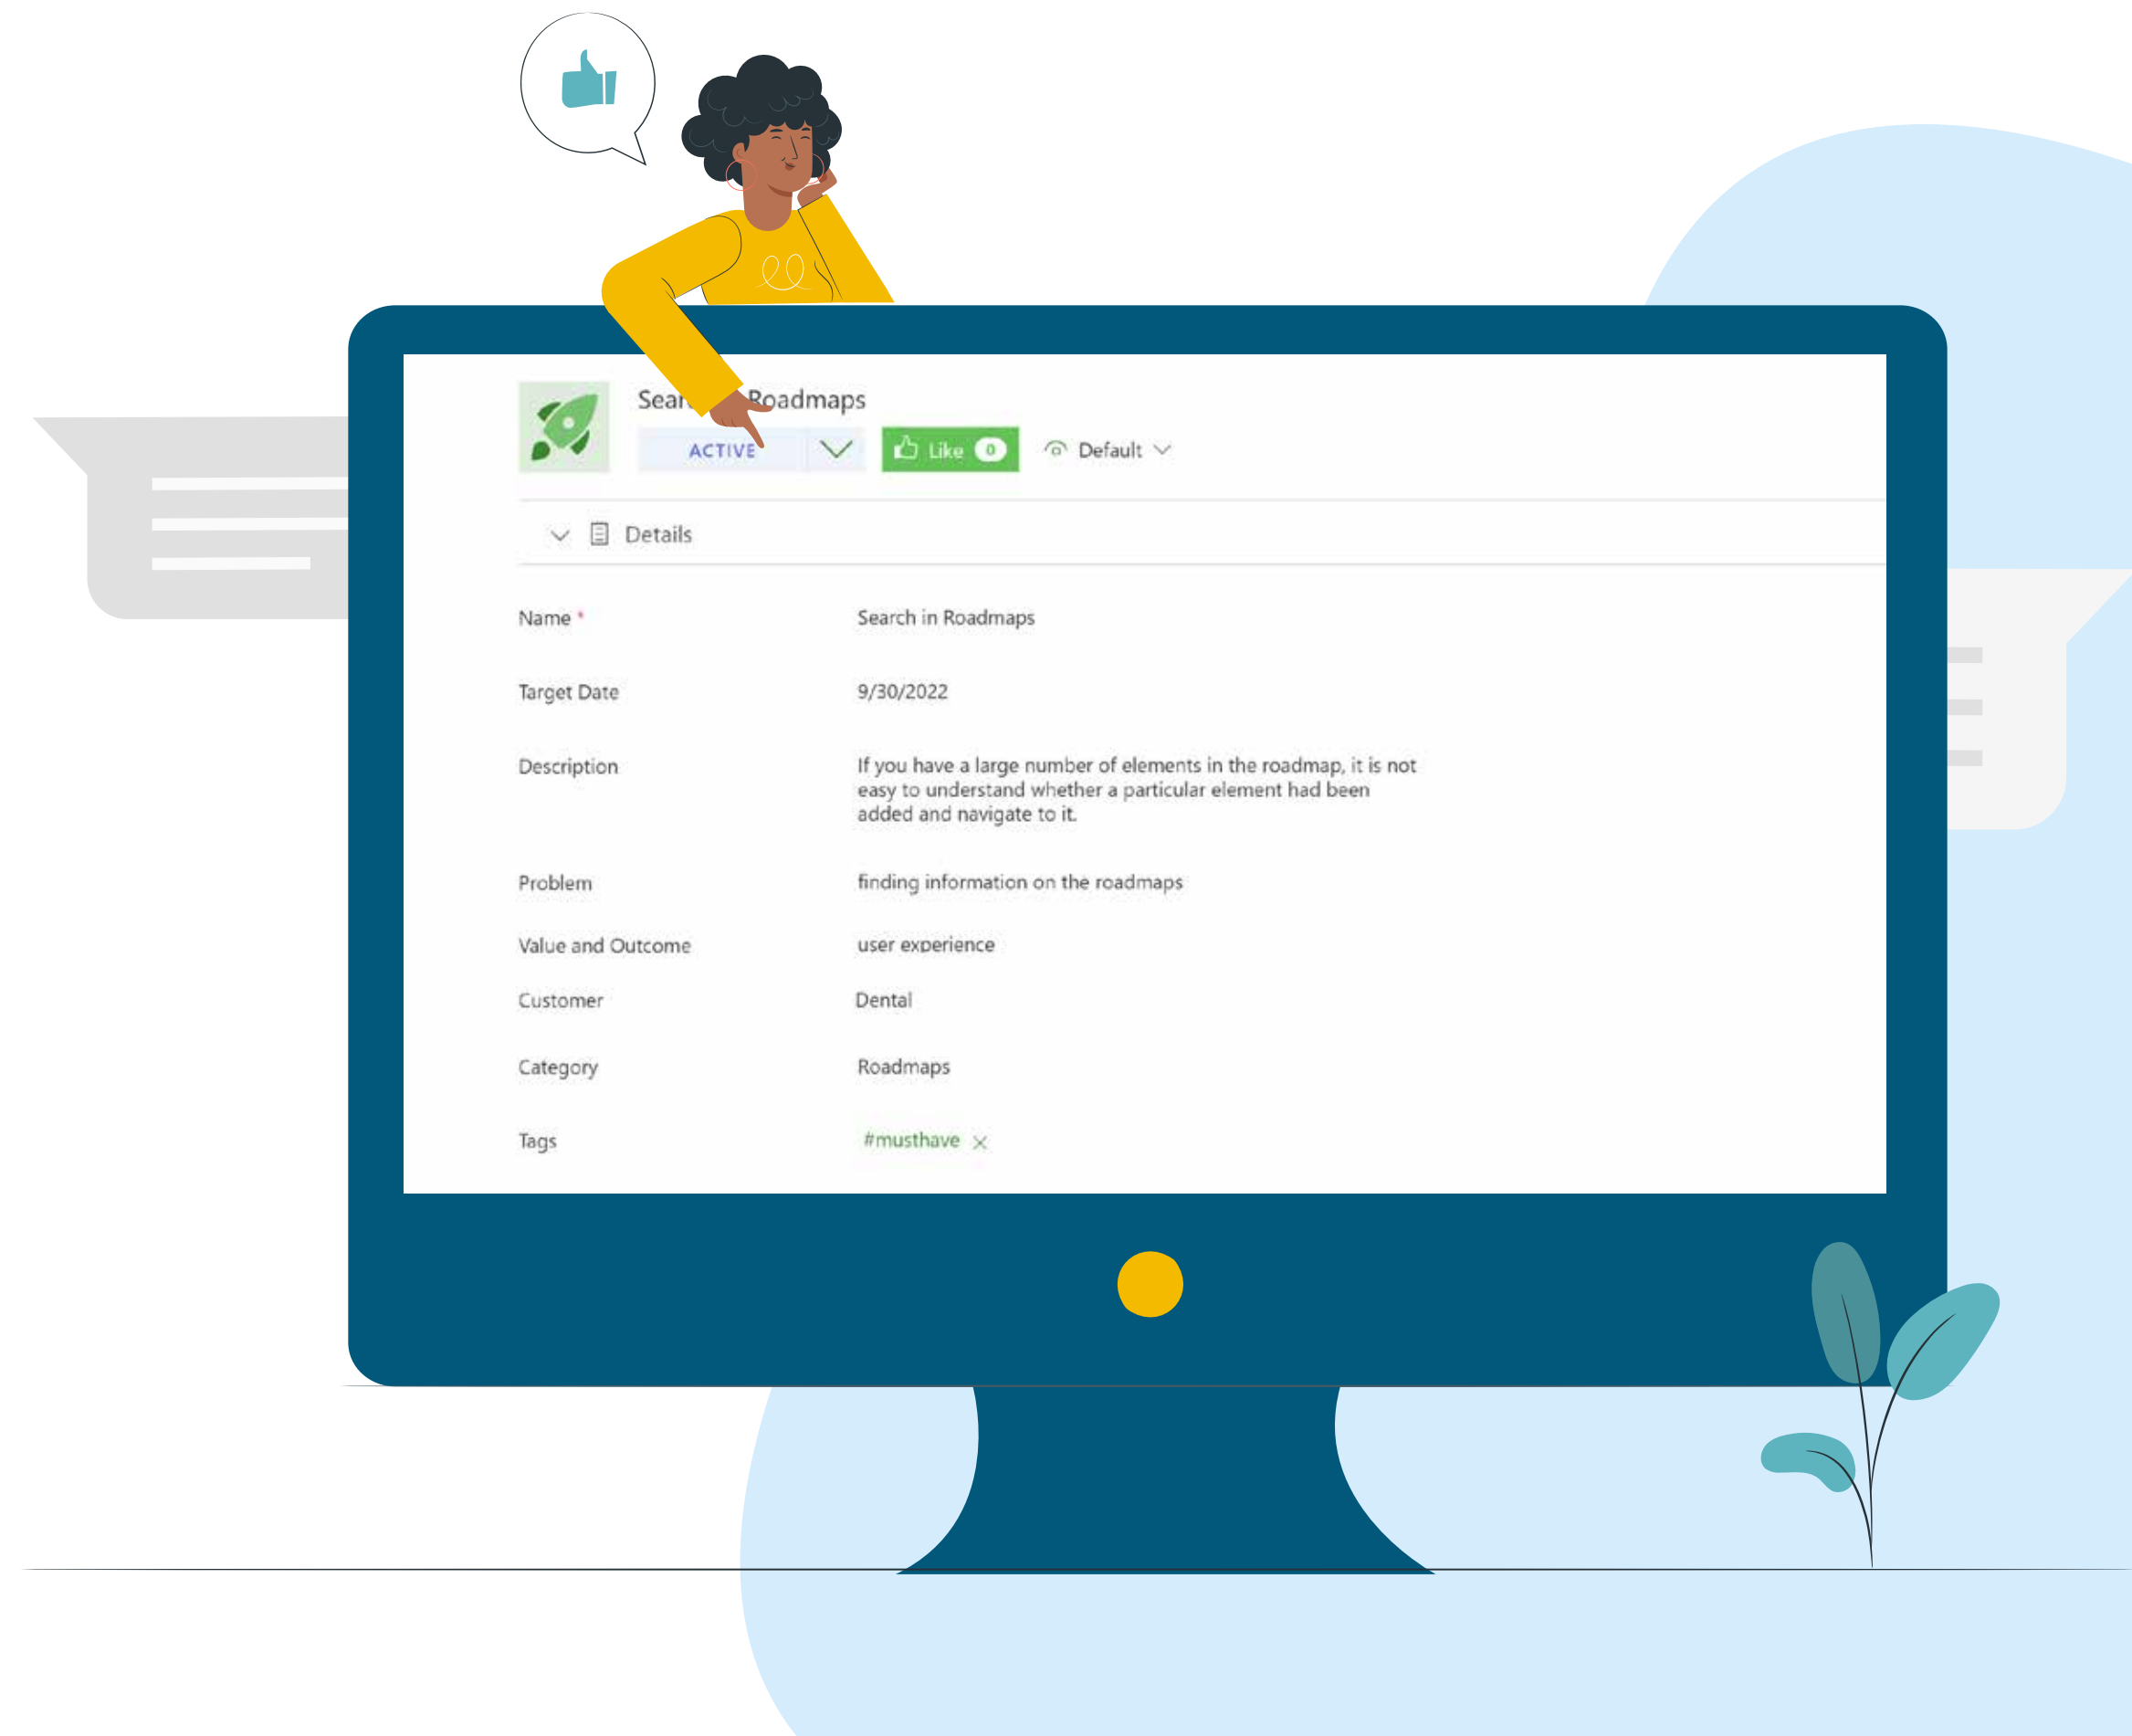 Roadmaps
ACTIVE
Like 0
Default
Details
Name * Search in Roadmaps
Target Date 9/30/2022
Description If you have a large number of elements in the roadmap, it is not
easy to understand whether a particular element had been
added and navigate to it.
Problem finding information on the roadmaps
Value and Outcome user experience
Customer Dental
Category Roadmaps
Tags #musthave